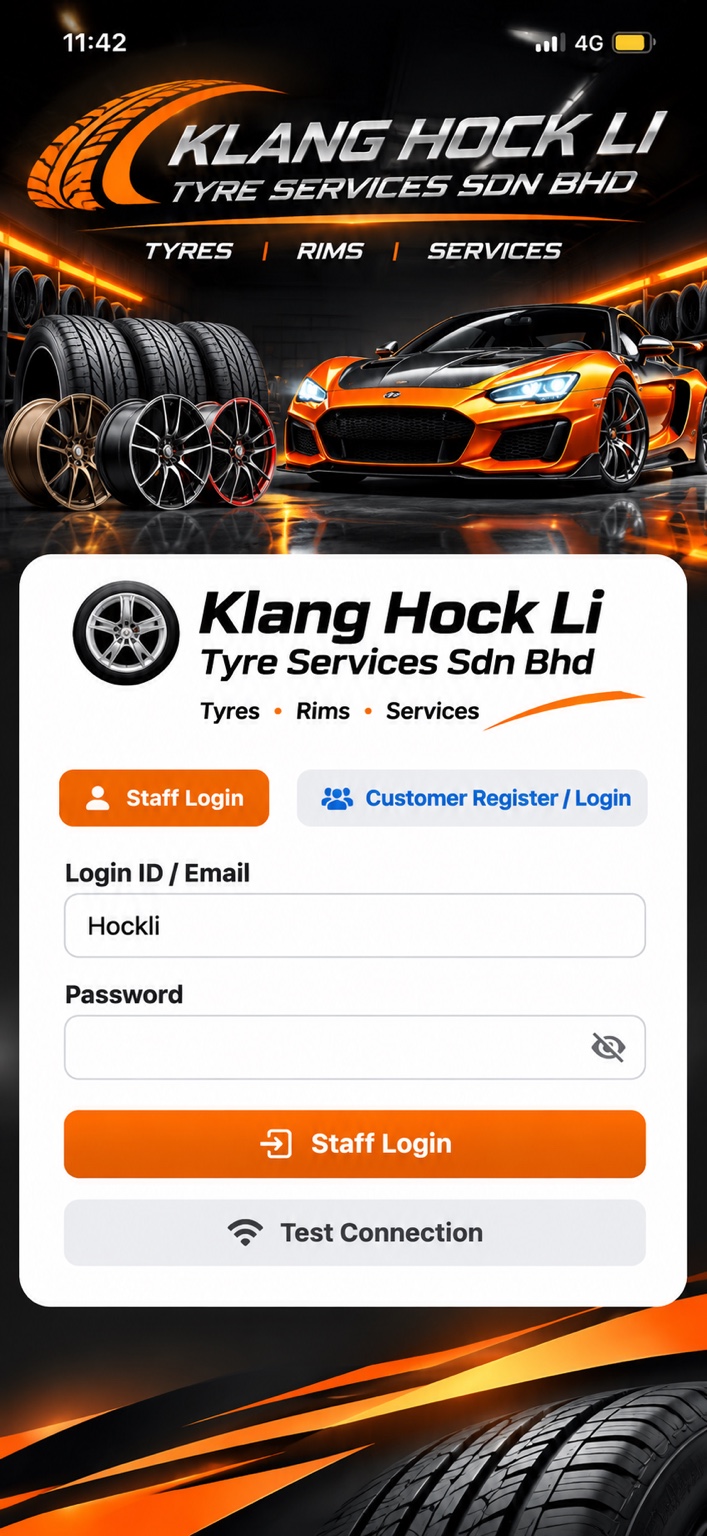 11:42 4G
KLANG HOCK LI
TYRE SERVICES SDN BHD
TYRES | RIMS | SERVICES
Klang Hock Li
Tyre Services Sdn Bhd
Tyres • Rims • Services
Staff Login Customer Register / Login
Login ID / Email
Hockli
Password
Staff Login
Test Connection